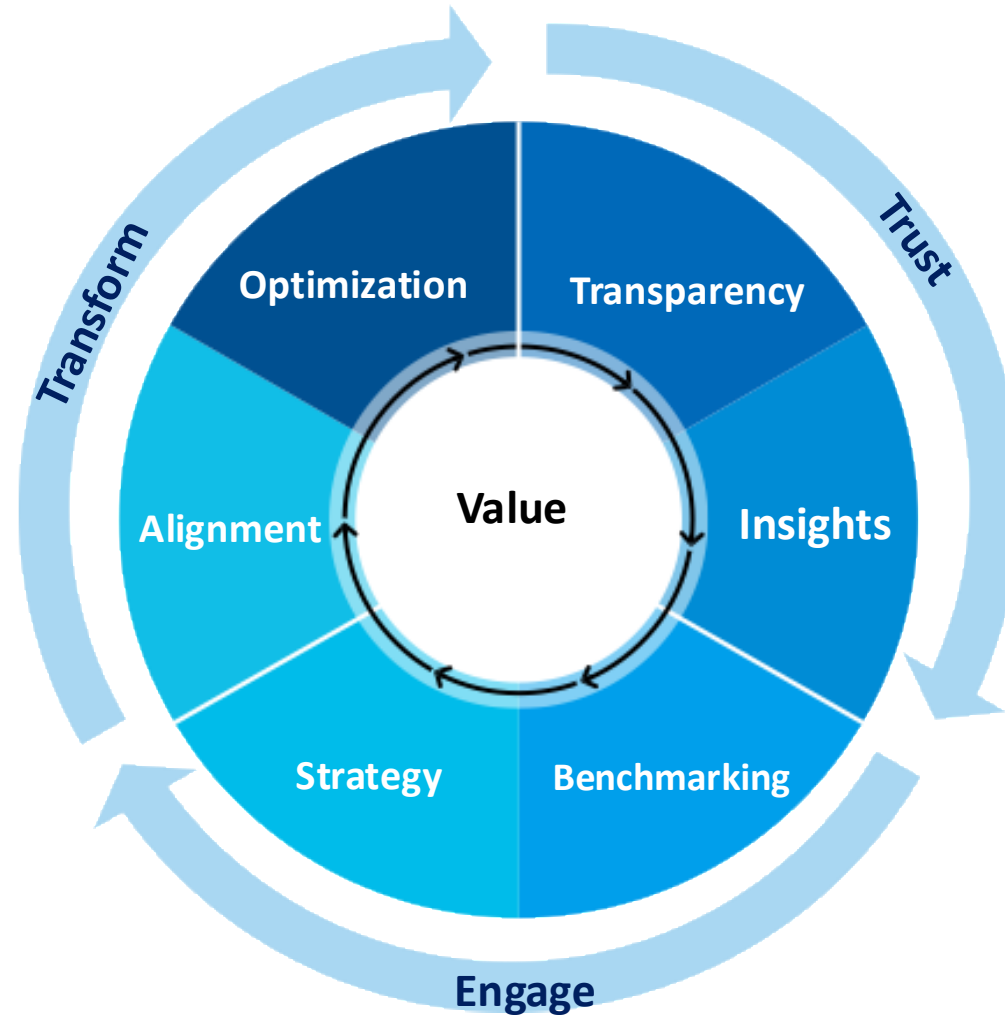 Transform
Trust
Optimization
Transparency
Alignment
Value
Insights
Strategy
Benchmarking
Engage